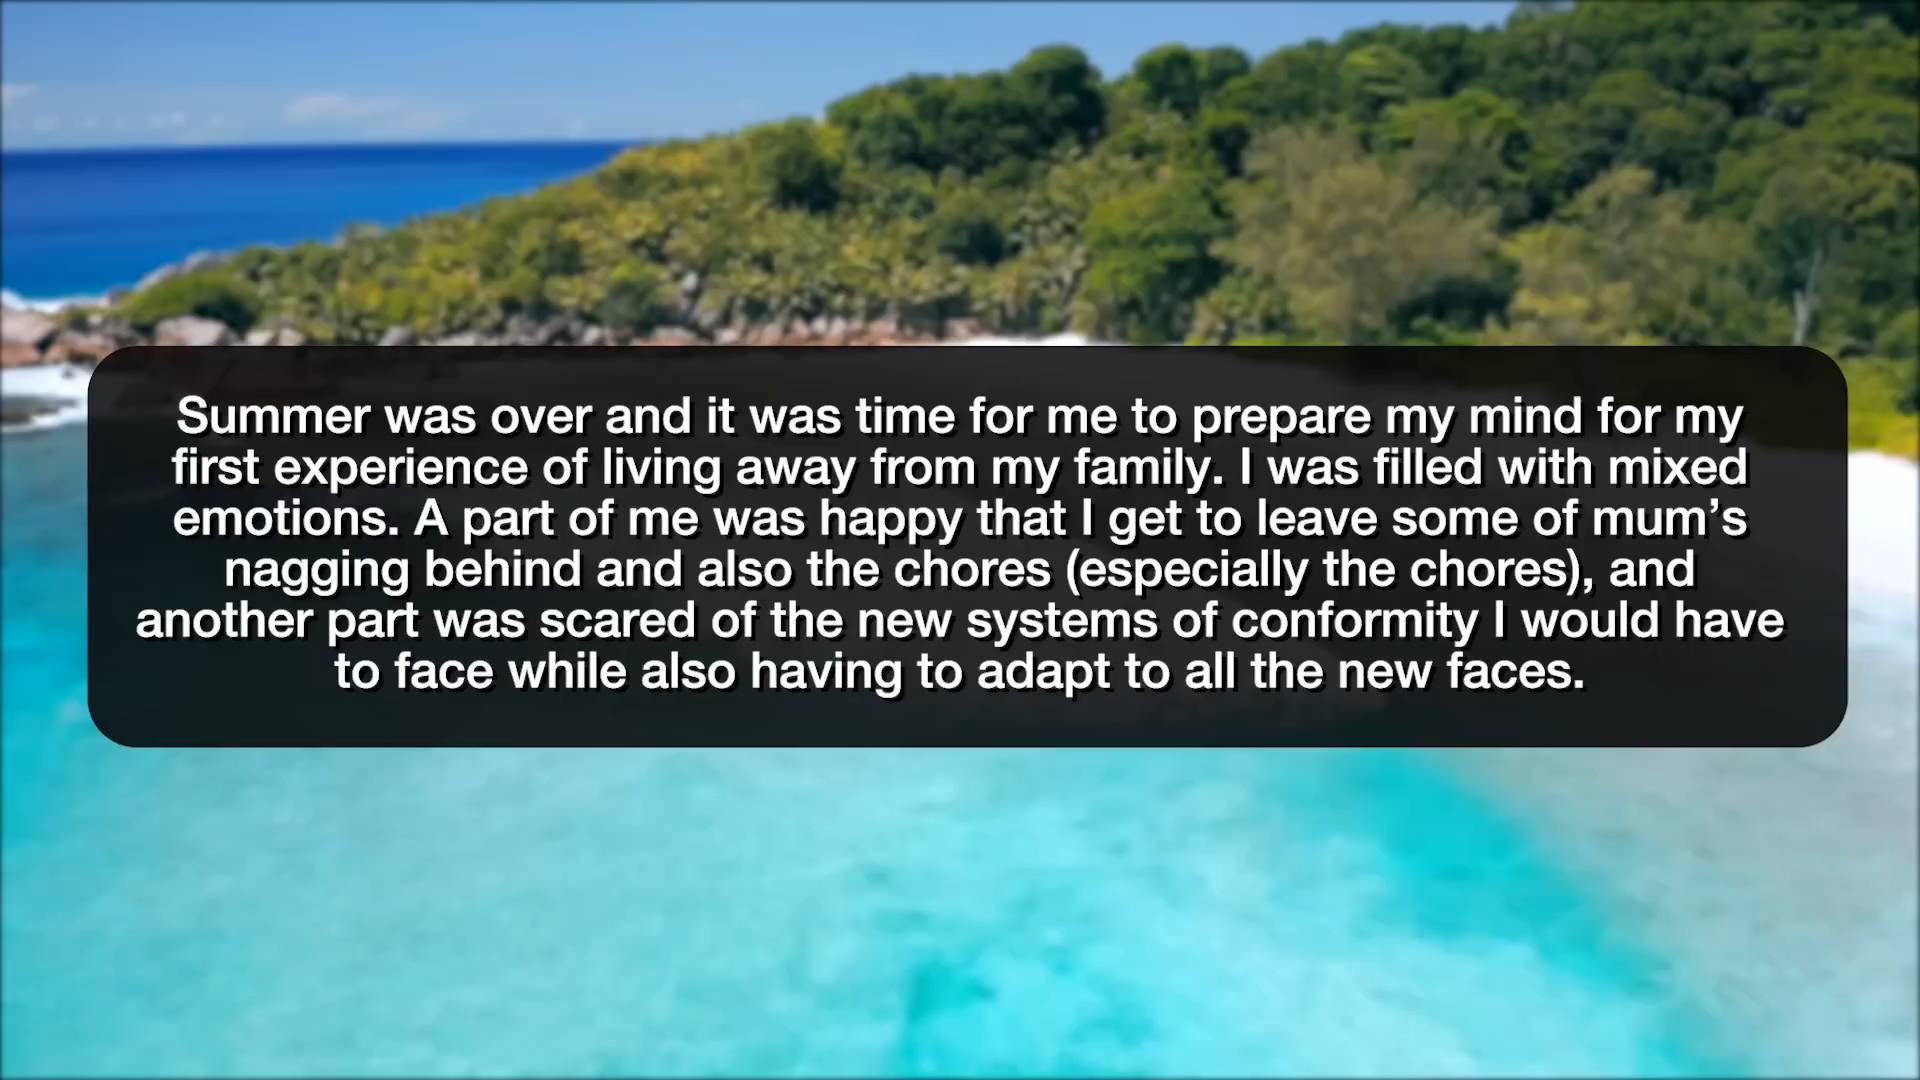 Summer was over and it was time for me to prepare my mind for my
first experience of living away from my family. I was filled with mixed
emotions. A part of me was happy that I get to leave some of mum’s
nagging behind and also the chores (especially the chores), and
another part was scared of the new systems of conformity I would have
to face while also having to adapt to all the new faces.